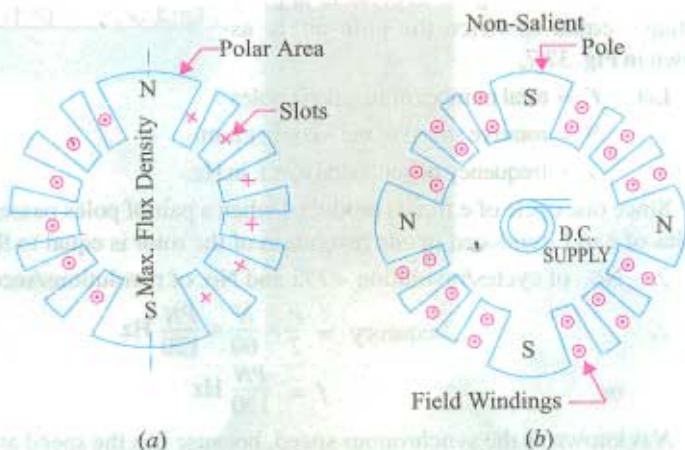 Non-Salient
Pole
Polar Area
Slots
N
Max. Flux Density
S
S
N
N
D.C.
SUPPLY
S
Field Windings
(a)
(b)